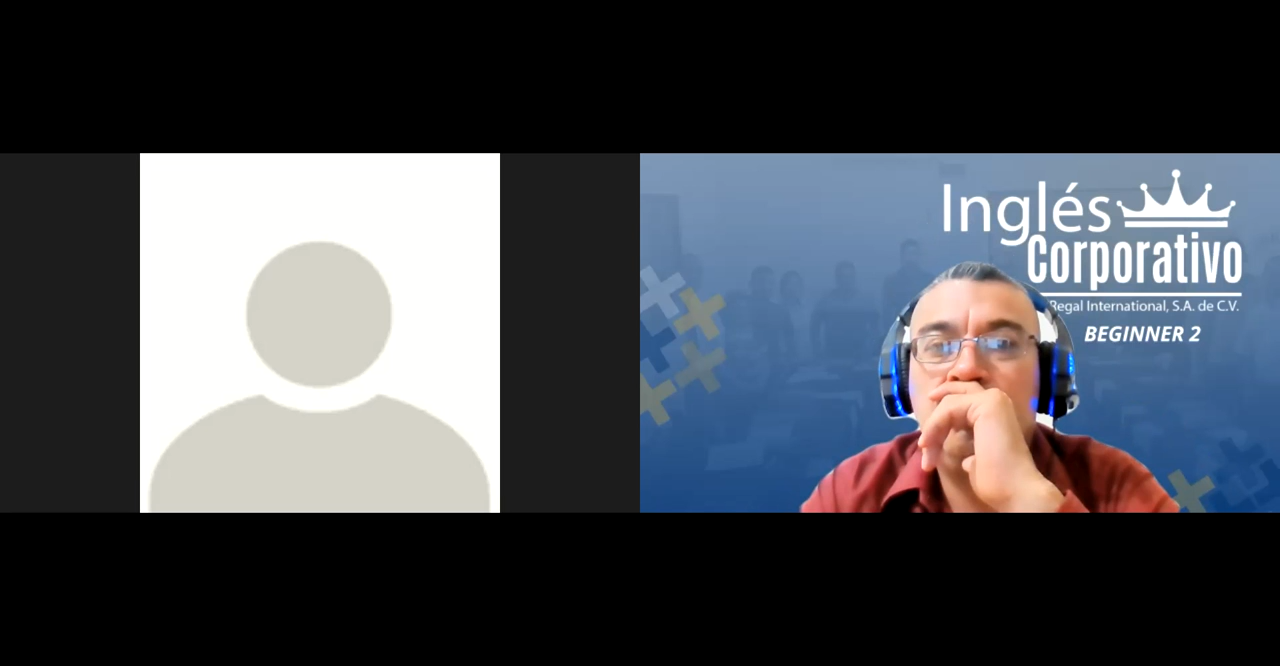 Inglés
Corporativo
Regal International, S.A. de C.V.
BEGINNER 2